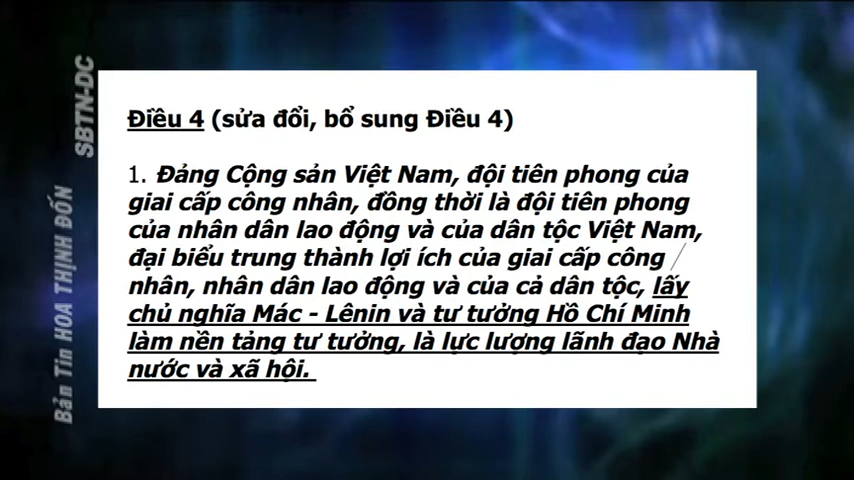 Điều 4 (sửa đổi, bổ sung Điều 4)
1. Đảng Cộng sản Việt Nam, đội tiên phong của
giai cấp công nhân, đồng thời là đội tiên phong
của nhân dân lao động và của dân tộc Việt Nam,
đại biểu trung thành lợi ích của giai cấp công
nhân, nhân dân lao động và của cả dân tộc, lấy
chủ nghĩa Mác - Lênin và tư tưởng Hồ Chí Minh
làm nền tảng tư tưởng, là lực lượng lãnh đạo Nhà
nước và xã hội.
Bản Tin HOA THỊNH ĐỐN
SBTN-DC